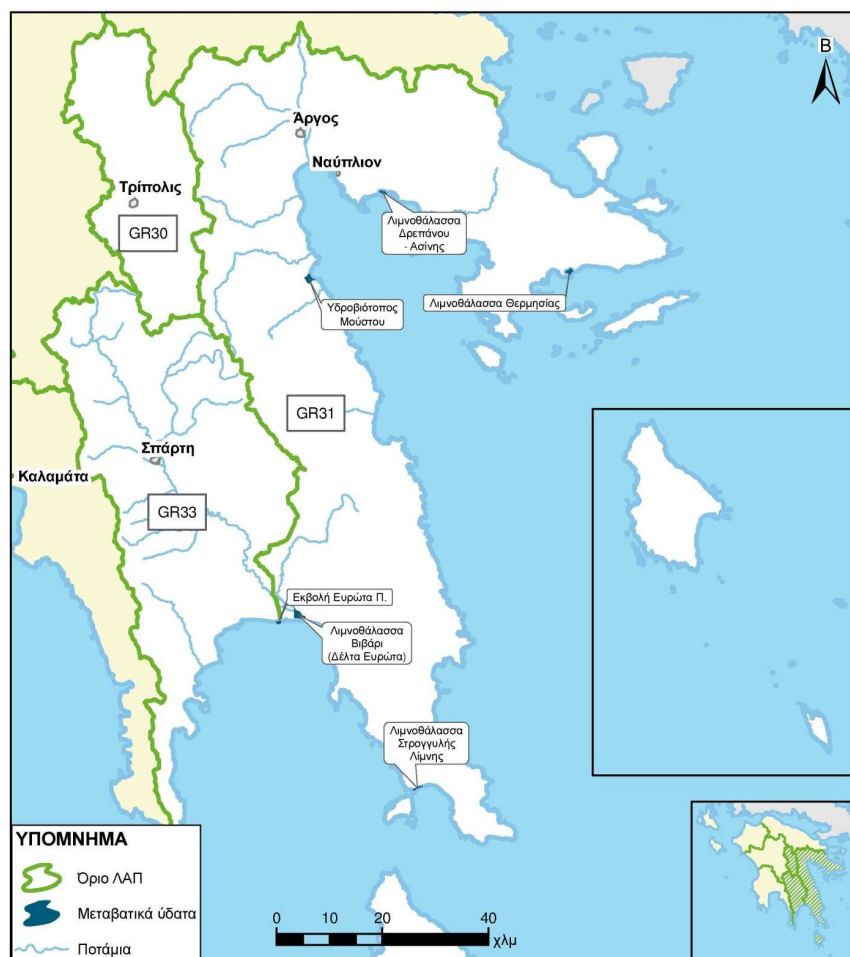 Β
Άργος
Ναύπλιον
Τρίπολις
GR30
Λιμνοθάλασσα
Δρεπάνου
- Ασίνης
Λιμνοθάλασσα Θερμησίας
Υδροβιότοπος
Μούστου
GR31
Σπάρτη
Καλαμάτα
GR33
Εκβολή Ευρώτα Π.
Λιμνοθάλασσα
Βιβάρι
(Δέλτα Ευρώτα)
Λιμνοθάλασσα
Στρογγυλής
Λίμνης
ΥΠΟΜΝΗΜΑ
Όριο ΛΑΠ
Μεταβατικά ύδατα
Ποτάμια
0 10 20 40
χλμ